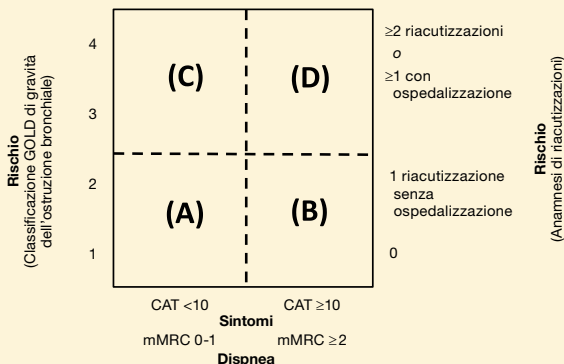 Rischio
(Classificazione GOLD di gravità
dell'ostruzione bronchiale)
4
3
2
1
(C)
(D)
(A)
(B)
≥2 riacutizzazioni
o
≥1 con
ospedalizzazione
1 riacutizzazione
senza
ospedalizzazione
0
Rischio
(Anamnesi di riacutizzazioni)
CAT <10
CAT ≥10
Sintomi
mMRC 0-1
mMRC ≥2
Dispnea